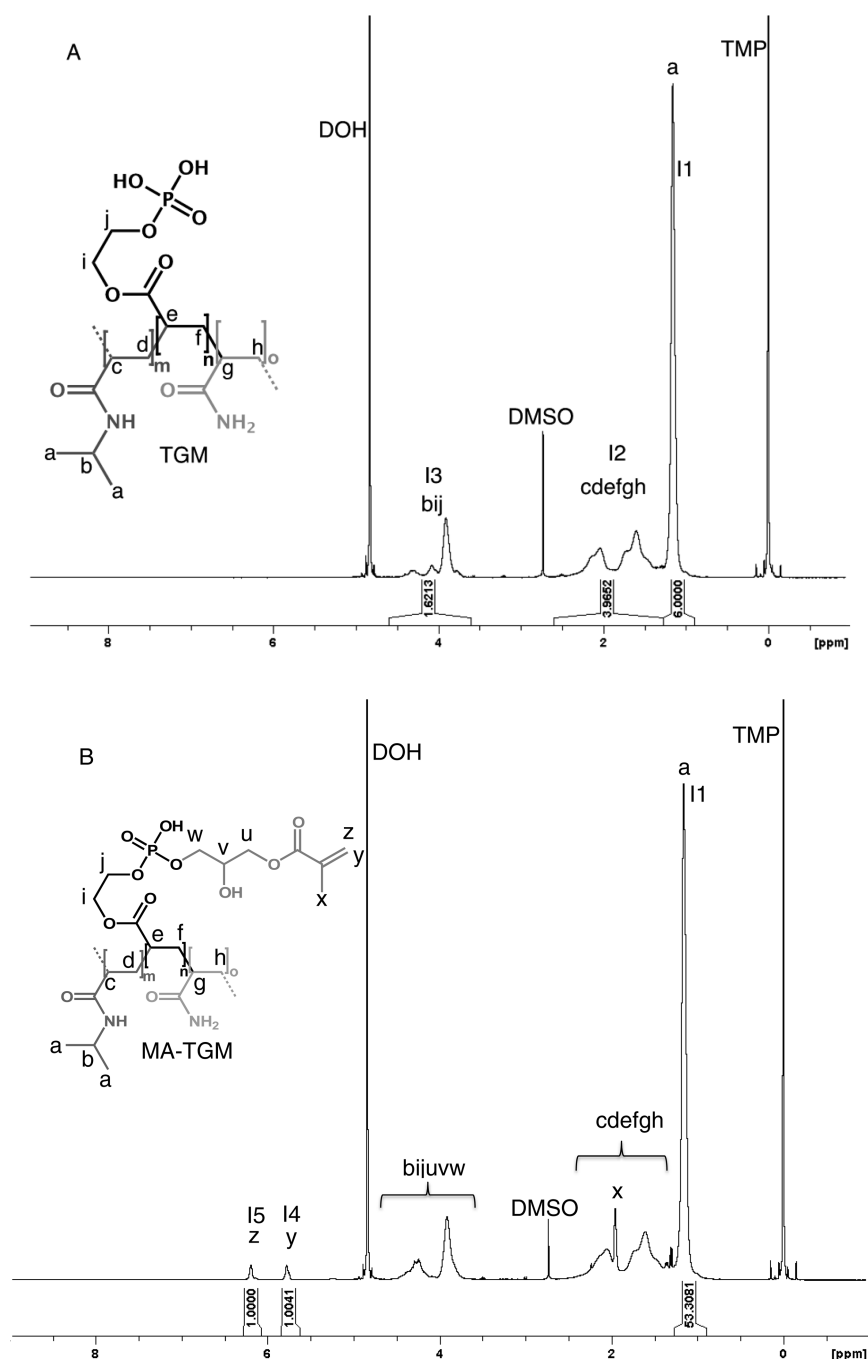 A
TMP
a
DOH
I1
HO
OH
P
O
O
j
i
O
O
e
d
f
h
m
n
o
c
g
O
O
NH
NH₂
a
b
a
TGM
DMSO
I3
bij
I2
cdefgh
1.6213
3.9652
6.0000
8
6
4
2
0
[ppm]
B
DOH
TMP
a
I1
O
OH
P
O
O
w
v
u
O
O
z
y
x
OH
j
i
O
O
e
f
d
h
m
n
o
c
g
O
O
NH
NH₂
a
b
a
MA-TGM
cdefgh
bijuvw
x
DMSO
I5
z
I4
y
1.0000
1.0041
53.3081
8
6
4
2
0
[ppm]